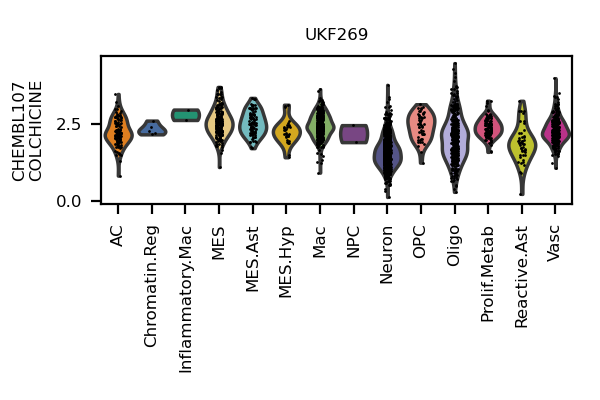 UKF269
CHEMBL107
COLCHICINE
2.5
0.0
AC
Chromatin.Reg
Inflammatory.Mac
MES
MES.Ast
MES.Hyp
Mac
NPC
Neuron
OPC
Oligo
Prolif.Metab
Reactive.Ast
Vasc